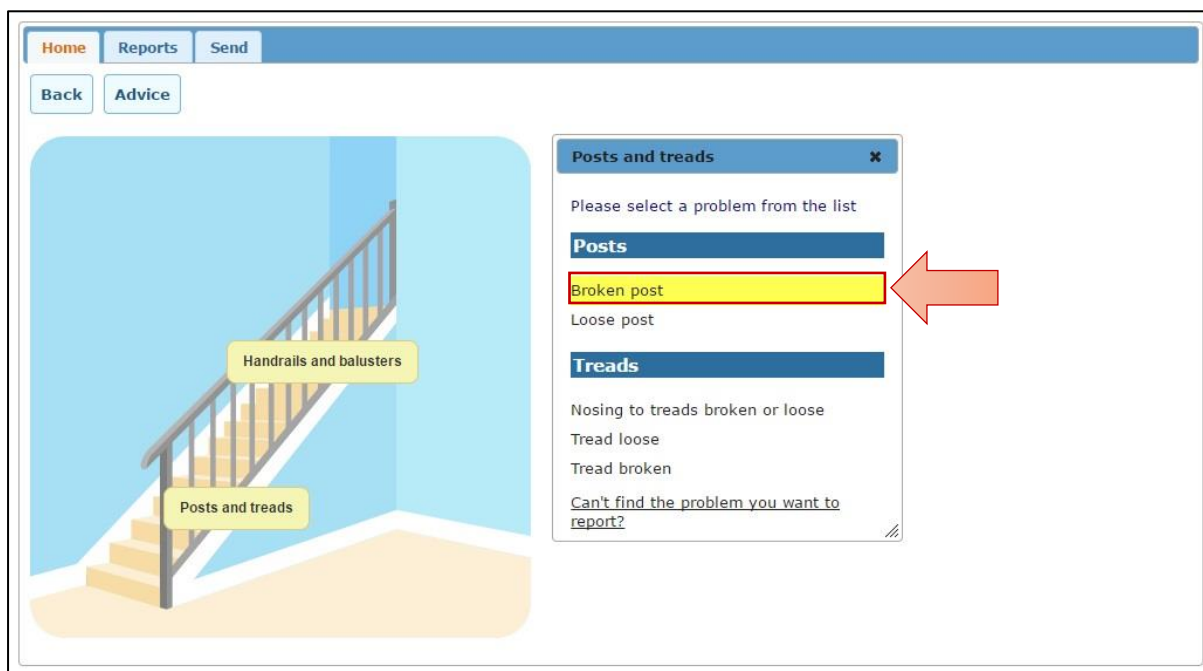 Home Reports Send
Back Advice
Handrails and balusters
Posts and treads
Posts and treads ✖
Please select a problem from the list
Posts
Broken post
Loose post
Treads
Nosing to treads broken or loose
Tread loose
Tread broken
Can't find the problem you want to
report?